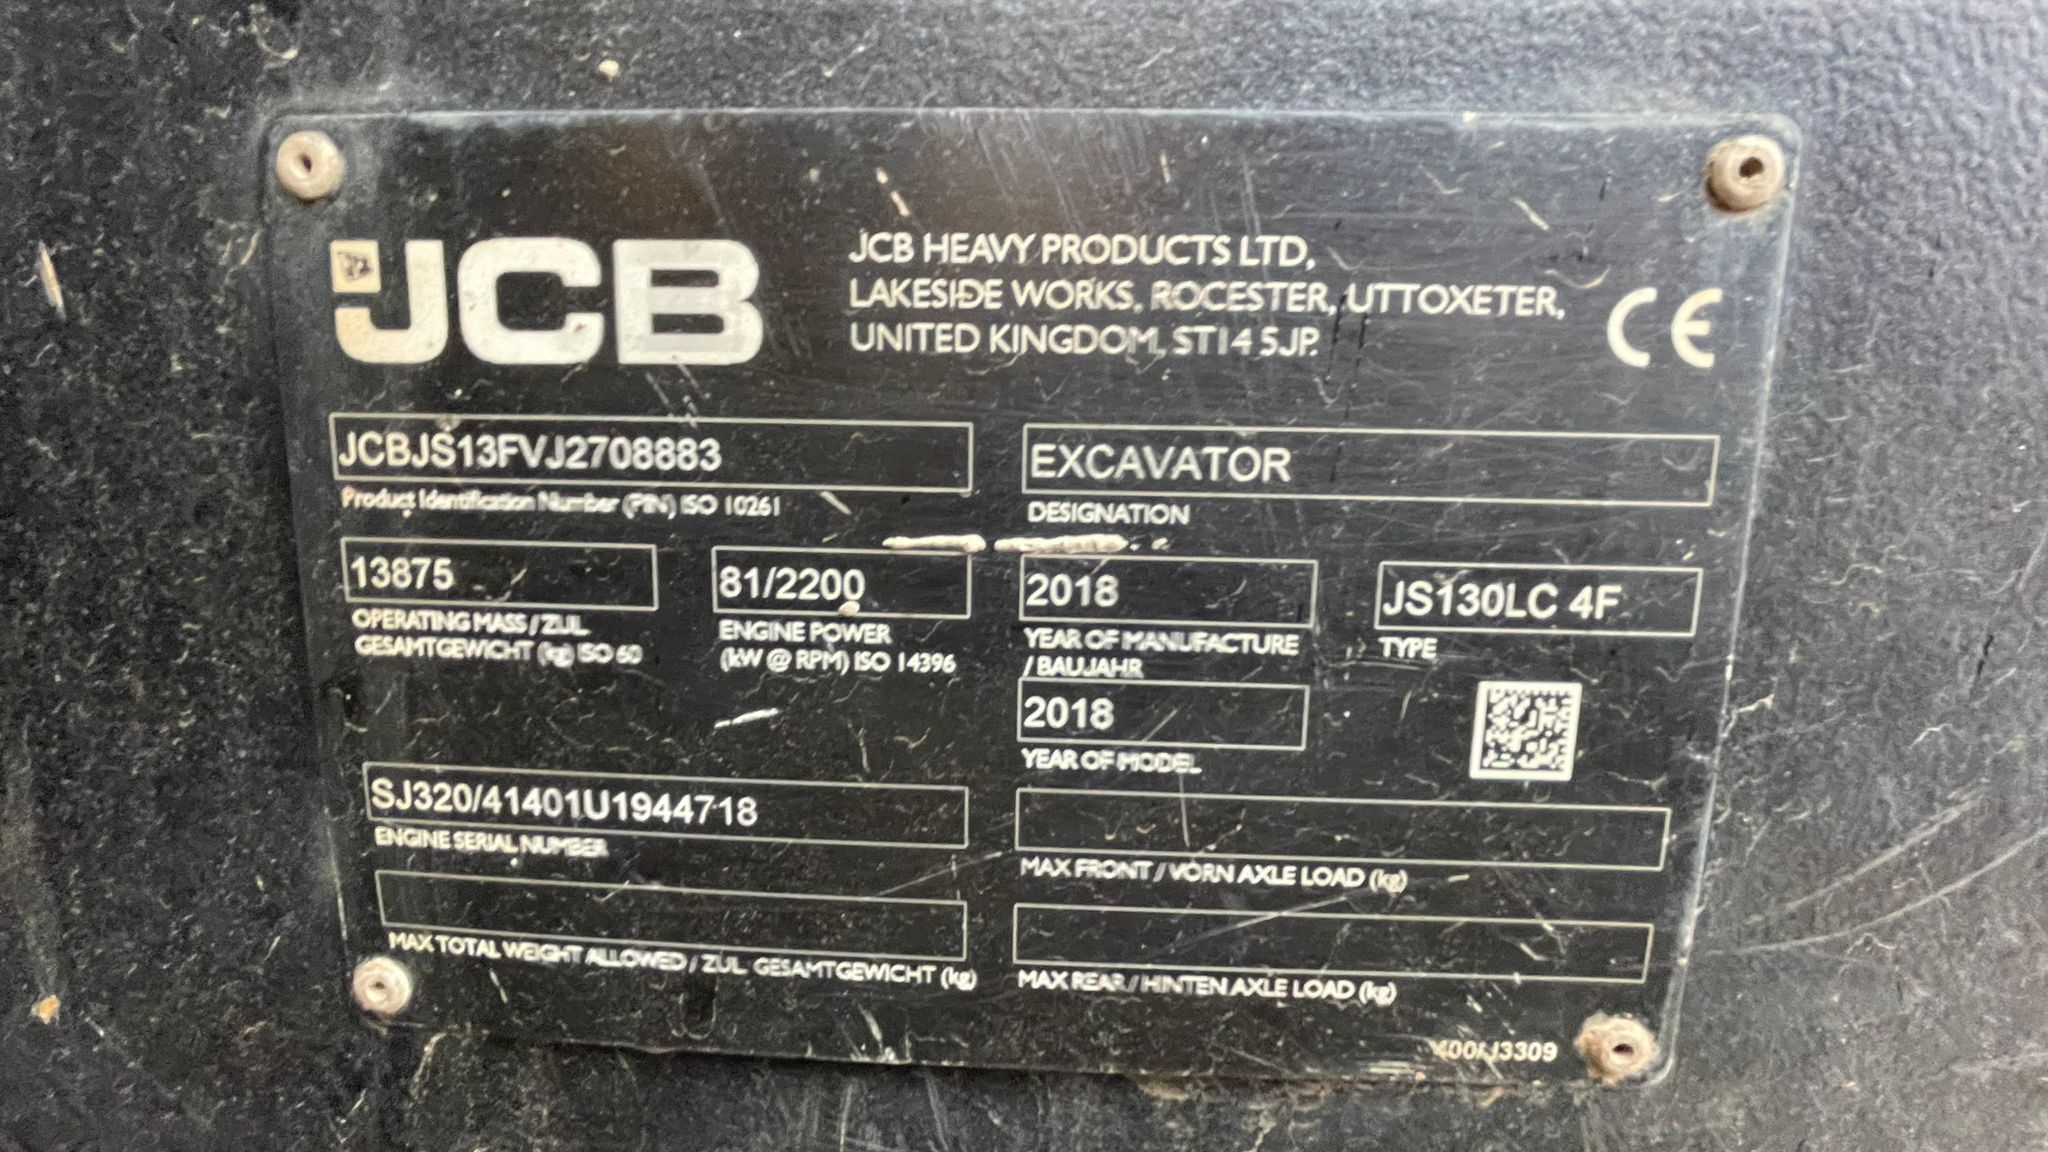 JCB
JCB HEAVY PRODUCTS LTD,
LAKESIDE WORKS, ROCESTER, UTTOXETER,
UNITED KINGDOM, ST14 5JP.
CE
JCBJS13FVJ2708883
Product Identification Number (PIN) ISO 10261
EXCAVATOR
DESIGNATION
13875
OPERATING MASS / ZUL
GESAMTGEWICHT (kg) ISO 60
81/2200
ENGINE POWER
(kW @ RPM) ISO 14396
2018
YEAR OF MANUFACTURE
/ BAUJAHR
JS130LC 4F
TYPE
2018
YEAR OF MODEL
SJ320/41401U1944718
ENGINE SERIAL NUMBER
MAX FRONT / VORN AXLE LOAD (kg)
MAX TOTAL WEIGHT ALLOWED / ZUL GESAMTGEWICHT (kg)
MAX REAR / HINTEN AXLE LOAD (kg)